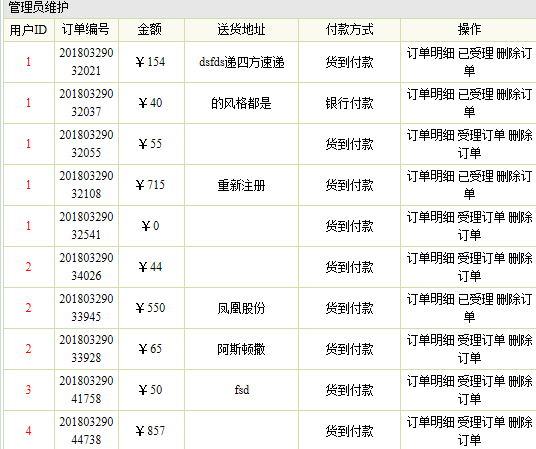 管理员维护
用户ID 订单编号 金额 送货地址 付款方式 操作
1 20180329032021 ￥154 dsfds递四方速递 货到付款 订单明细 已受理 删除订单
1 20180329032037 ￥40 的风格都是 银行付款 订单明细 已受理 删除订单
1 20180329032055 ￥55 货到付款 订单明细 受理订单 删除订单
1 20180329032108 ￥715 重新注册 货到付款 订单明细 已受理 删除订单
1 20180329032541 ￥0 货到付款 订单明细 受理订单 删除订单
2 20180329034026 ￥44 货到付款 订单明细 受理订单 删除订单
2 20180329033945 ￥550 凤凰股份 货到付款 订单明细 已受理 删除订单
2 20180329033928 ￥65 阿斯顿撒 货到付款 订单明细 受理订单 删除订单
3 20180329041758 ￥50 fsd 货到付款 订单明细 受理订单 删除订单
4 20180329044738 ￥857 货到付款 订单明细 受理订单 删除订单